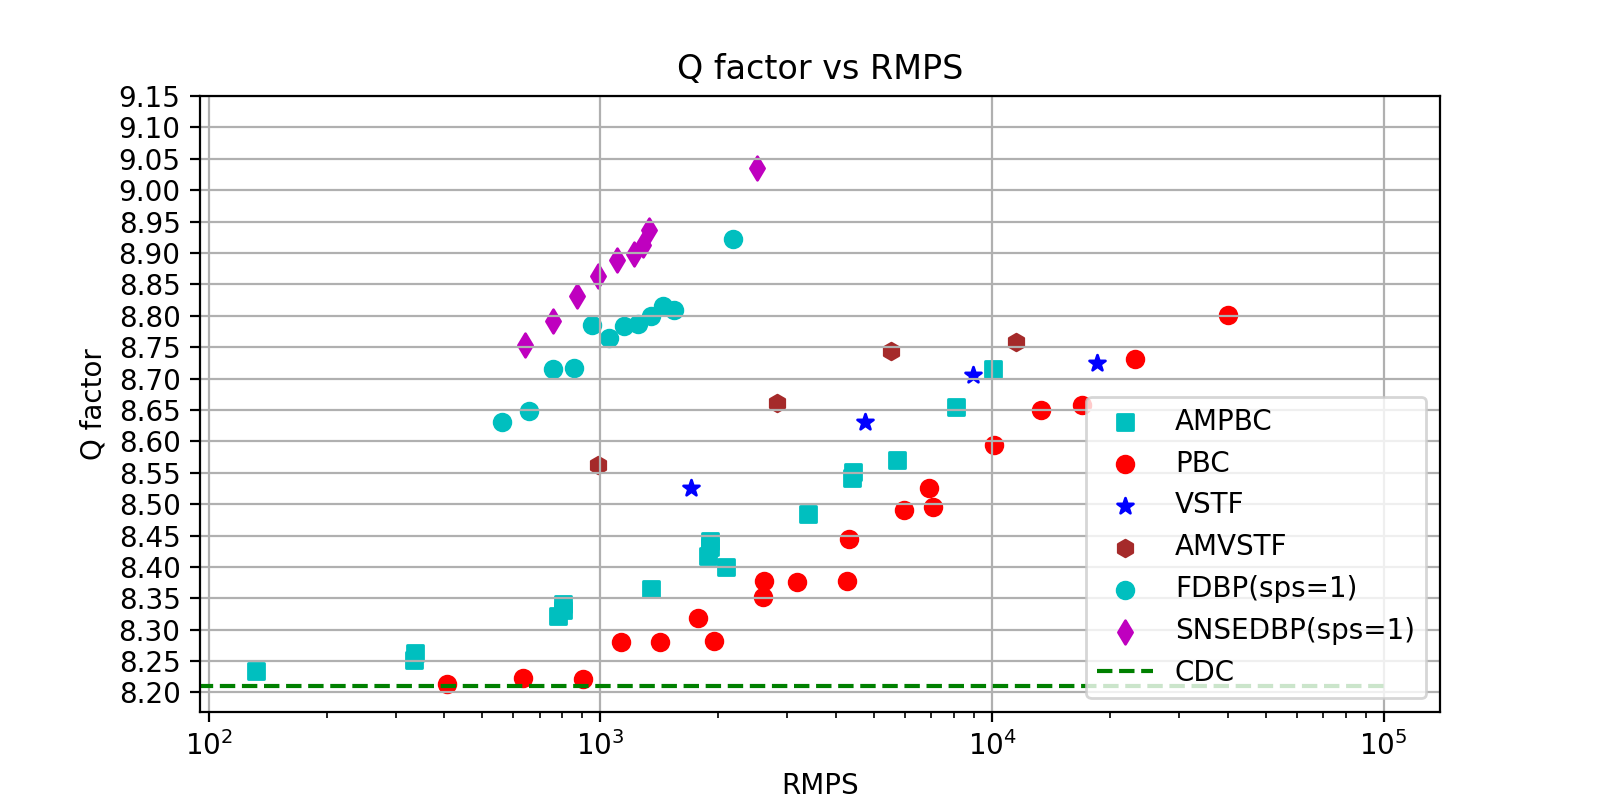 Q factor vs RMPS
9.15
9.10
9.05
9.00
8.95
8.90
8.85
8.80
8.75
8.70
8.65
8.60
8.55
8.50
8.45
8.40
8.35
8.30
8.25
8.20
Q factor
10² 10³ 10⁴ 10⁵
RMPS
AMPBC
PBC
VSTF
AMVSTF
FDBP(sps=1)
SNSEDBP(sps=1)
CDC